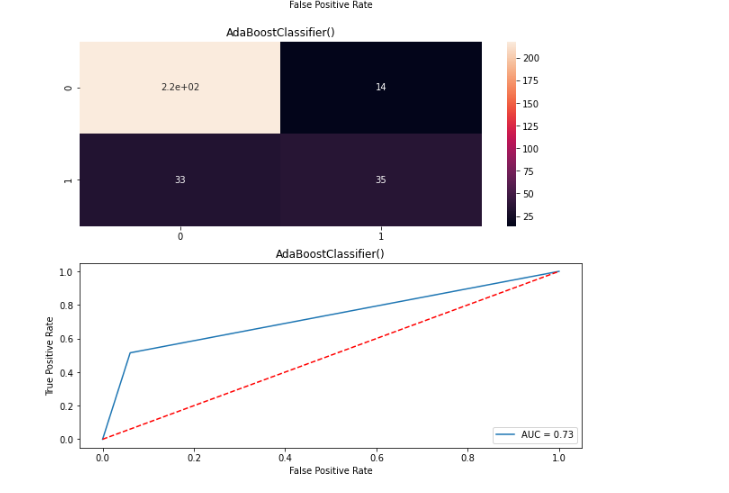 False Positive Rate
AdaBoostClassifier()
0
2.2e+02
14
200
175
150
125
100
75
50
25
1
33
35
0
1
AdaBoostClassifier()
1.0
0.8
0.6
0.4
0.2
0.0
True Positive Rate
AUC = 0.73
0.0 0.2 0.4 0.6 0.8 1.0
False Positive Rate